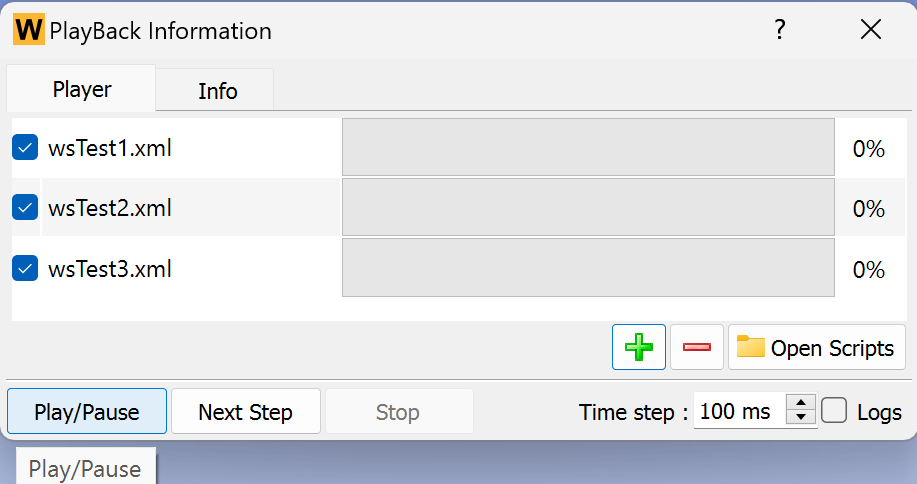 W PlayBack Information ?
Player Info
wsTest1.xml 0%
wsTest2.xml 0%
wsTest3.xml 0%
Open Scripts
Play/Pause Next Step Stop Time step : 100 ms Logs
Play/Pause